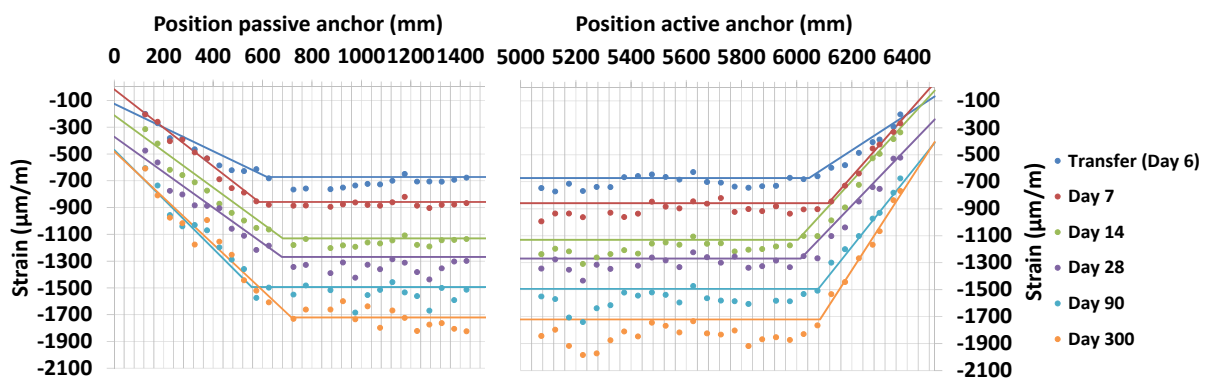 Position passive anchor (mm)
0 200 400 600 800 1000 1200 1400
Position active anchor (mm)
5000 5200 5400 5600 5800 6000 6200 6400
Strain (µm/m)
-100
-300
-500
-700
-900
-1100
-1300
-1500
-1700
-1900
-2100
-100
-300
-500
-700
-900
-1100
-1300
-1500
-1700
-1900
-2100
Strain (µm/m)
Transfer (Day 6)
Day 7
Day 14
Day 28
Day 90
Day 300